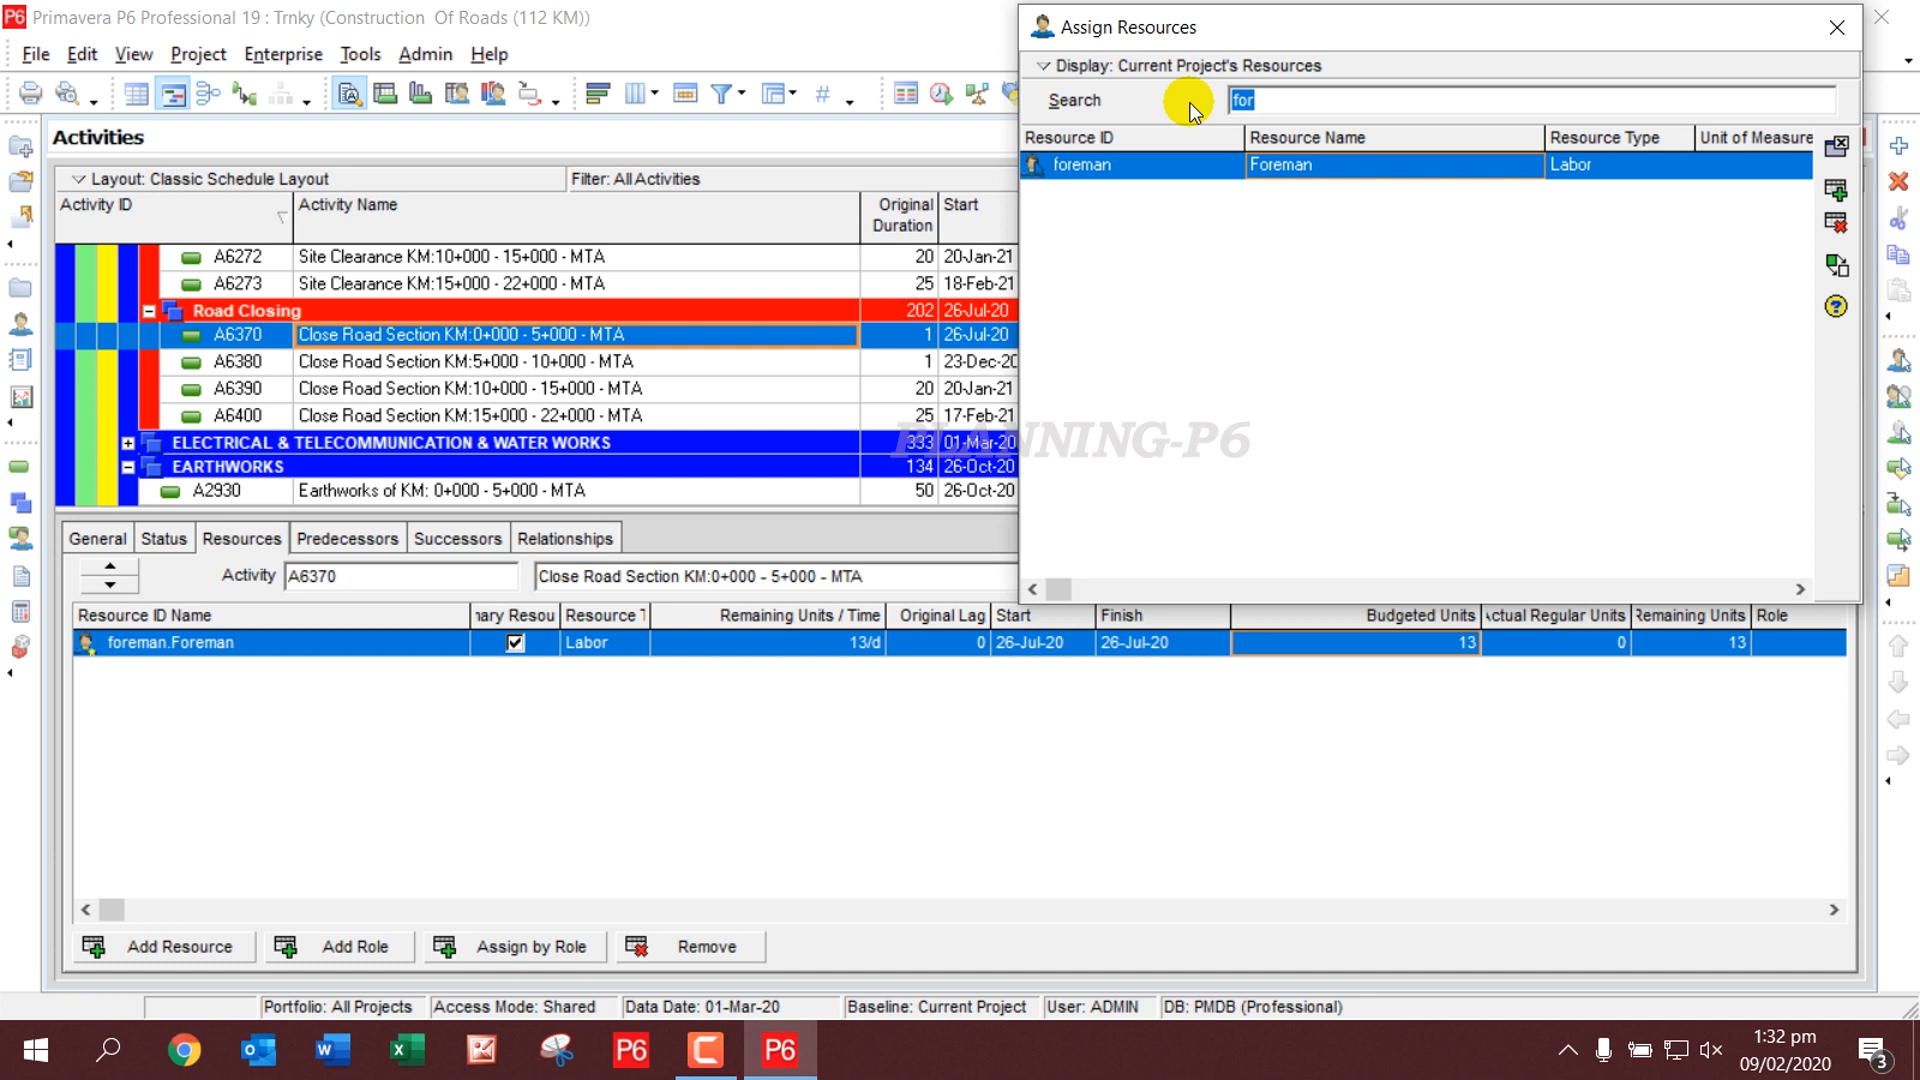 P6 Primavera P6 Professional 19 : Trnky (Construction Of Roads (112 KM))
File Edit View Project Enterprise Tools Admin Help
Activities
Layout: Classic Schedule Layout Filter: All Activities
Activity ID Activity Name Original Duration Start
A6272 Site Clearance KM:10+000 - 15+000 - MTA 20 20-Jan-21
A6273 Site Clearance KM:15+000 - 22+000 - MTA 25 18-Feb-21
Road Closing 202 26-Jul-20
A6370 Close Road Section KM:0+000 - 5+000 - MTA 1 26-Jul-20
A6380 Close Road Section KM:5+000 - 10+000 - MTA 1 23-Dec-20
A6390 Close Road Section KM:10+000 - 15+000 - MTA 20 20-Jan-21
A6400 Close Road Section KM:15+000 - 22+000 - MTA 25 17-Feb-21
ELECTRICAL & TELECOMMUNICATION & WATER WORKS 333 01-Mar-20
EARTHWORKS 134 26-Oct-20
A2930 Earthworks of KM: 0+000 - 5+000 - MTA 50 26-Oct-20
Assign Resources
Display: Current Project's Resources
Search for
Resource ID Resource Name Resource Type Unit of Measure
foreman Foreman Labor
PLANNING-P6
General Status Resources Predecessors Successors Relationships
Activity A6370 Close Road Section KM:0+000 - 5+000 - MTA
Resource ID Name nary Resou Resource T Remaining Units / Time Original Lag Start Finish Budgeted Units Actual Regular Units Remaining Units Role
foreman.Foreman Labor 13/d 0 26-Jul-20 26-Jul-20 13 0 13
Add Resource Add Role Assign by Role Remove
Portfolio: All Projects Access Mode: Shared Data Date: 01-Mar-20 Baseline: Current Project User: ADMIN DB: PMDB (Professional)
P6 P6
1:32 pm
09/02/2020
3